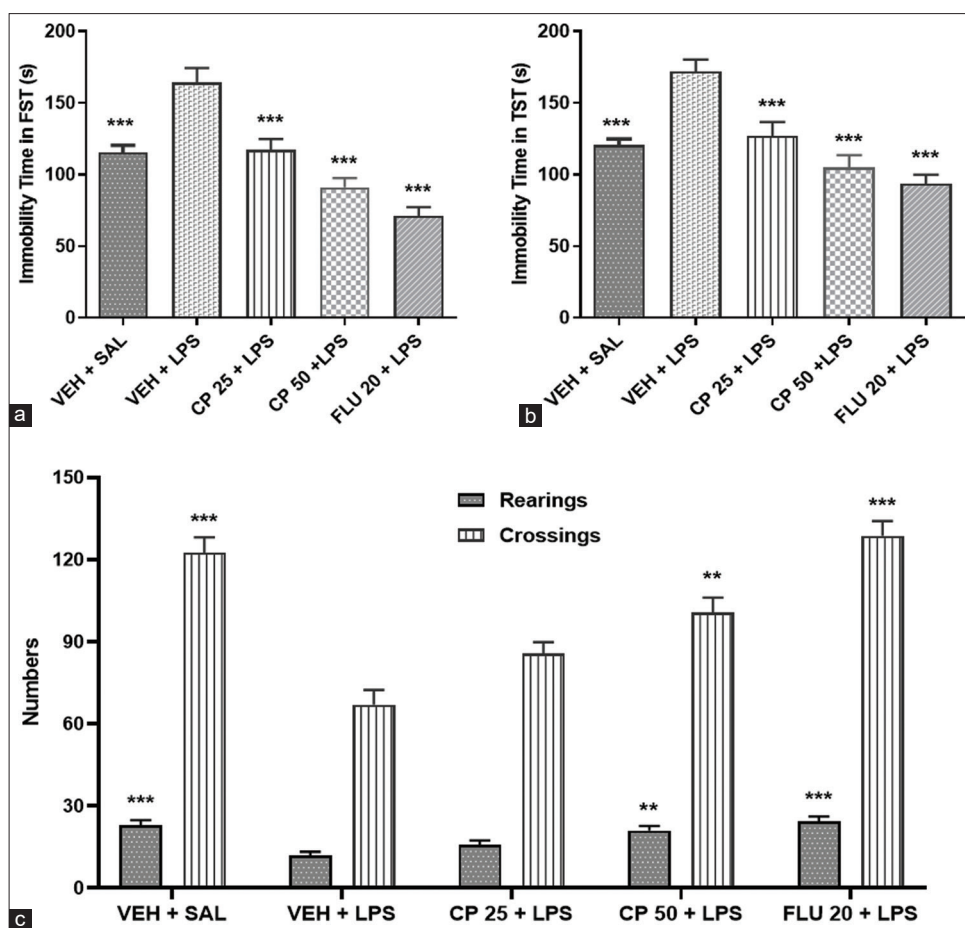 200
150
100
50
0
Immobility Time in FST (s)
***
***
***
***
VEH + SAL
VEH + LPS
CP 25 + LPS
CP 50 +LPS
FLU 20 + LPS
a
200
150
100
50
0
Immobility Time in TST (s)
***
***
***
***
VEH + SAL
VEH + LPS
CP 25 + LPS
CP 50 +LPS
FLU 20 + LPS
b
150
120
90
60
30
0
Numbers
Rearings
Crossings
***
***
**
**
***
***
VEH + SAL
VEH + LPS
CP 25 + LPS
CP 50 + LPS
FLU 20 + LPS
c